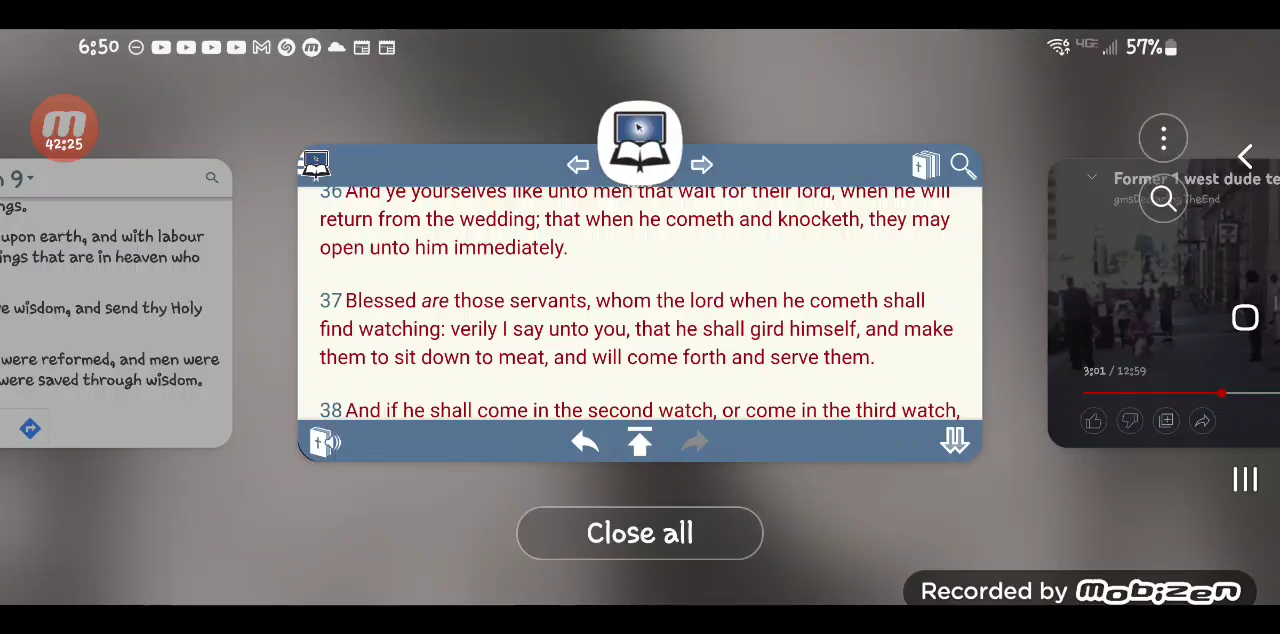 6:50
4GE
57%
42:25
n 9
ngs.
upon earth, and with labour
ings that are in heaven who
e wisdom, and send thy Holy
were reformed, and men were
were saved through wisdom.
36 And ye yourselves like unto men that wait for their lord, when he will
return from the wedding; that when he cometh and knocketh, they may
open unto him immediately.
37 Blessed are those servants, whom the lord when he cometh shall
find watching: verily I say unto you, that he shall gird himself, and make
them to sit down to meat, and will come forth and serve them.
38 And if he shall come in the second watch, or come in the third watch,
Former 1 west dude te
gmsDec TheEnd
3:01 / 12:59
Close all
Recorded by mobizen